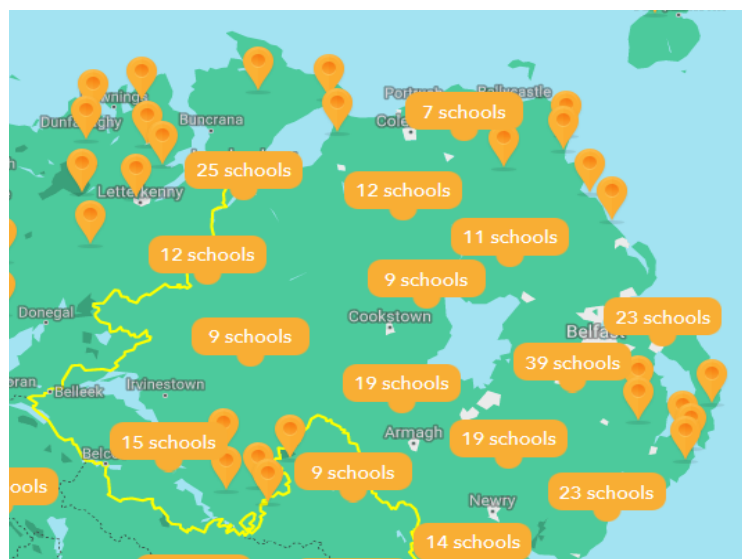 Portrush
Ballycastle
7 schools
Buncrana
25 schools
Letterkenny
12 schools
11 schools
12 schools
9 schools
Donegal
Cookstown
23 schools
Belfast
9 schools
39 schools
Irvinestown
19 schools
Belleek
15 schools
Armagh
19 schools
9 schools
23 schools
Newry
14 schools